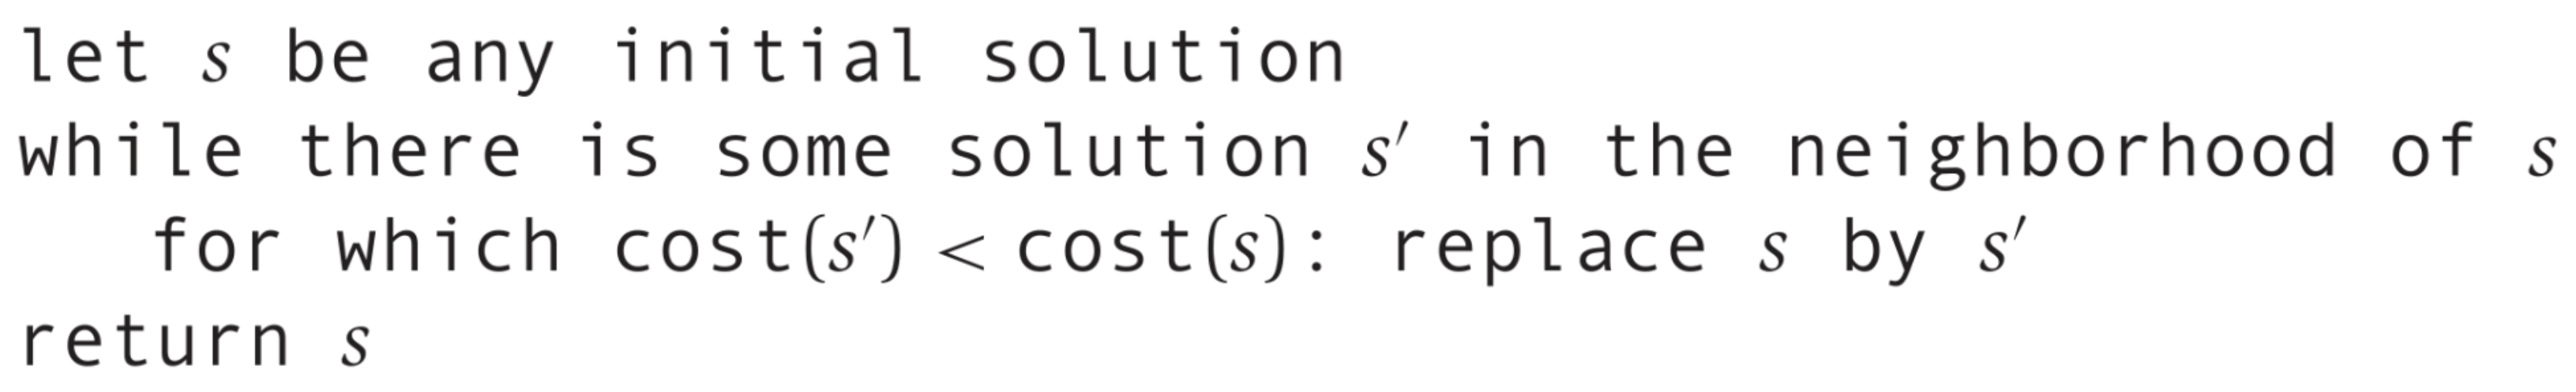 let s be any initial solution
while there is some solution s′ in the neighborhood of s
for which cost(s′) < cost(s): replace s by s′
return s